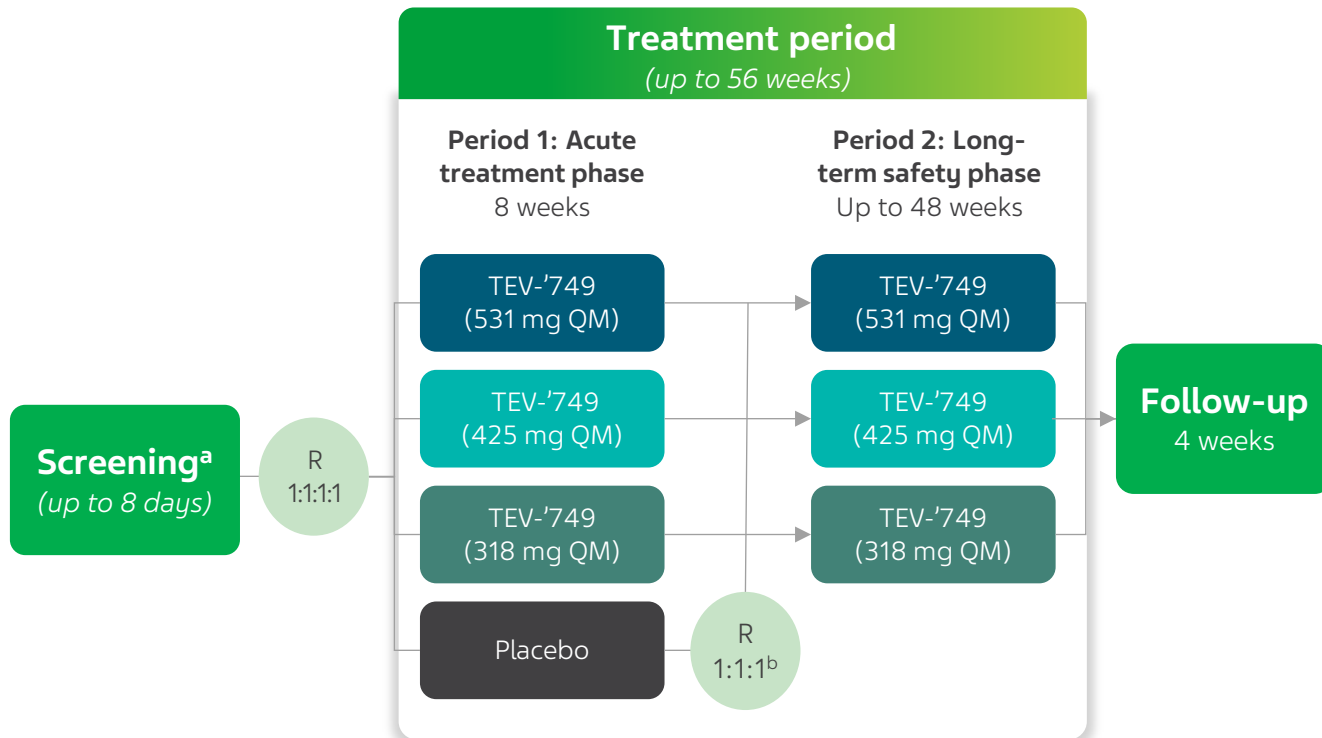 Treatment period
(up to 56 weeks)
Period 1: Acute
treatment phase
8 weeks
Period 2: Long-
term safety phase
Up to 48 weeks
TEV-'749
(531 mg QM)
TEV-'749
(531 mg QM)
TEV-'749
(425 mg QM)
TEV-'749
(425 mg QM)
Follow-up
4 weeks
Screeningᵃ
(up to 8 days)
R
1:1:1:1
TEV-'749
(318 mg QM)
TEV-'749
(318 mg QM)
Placebo
R
1:1:1ᵇ